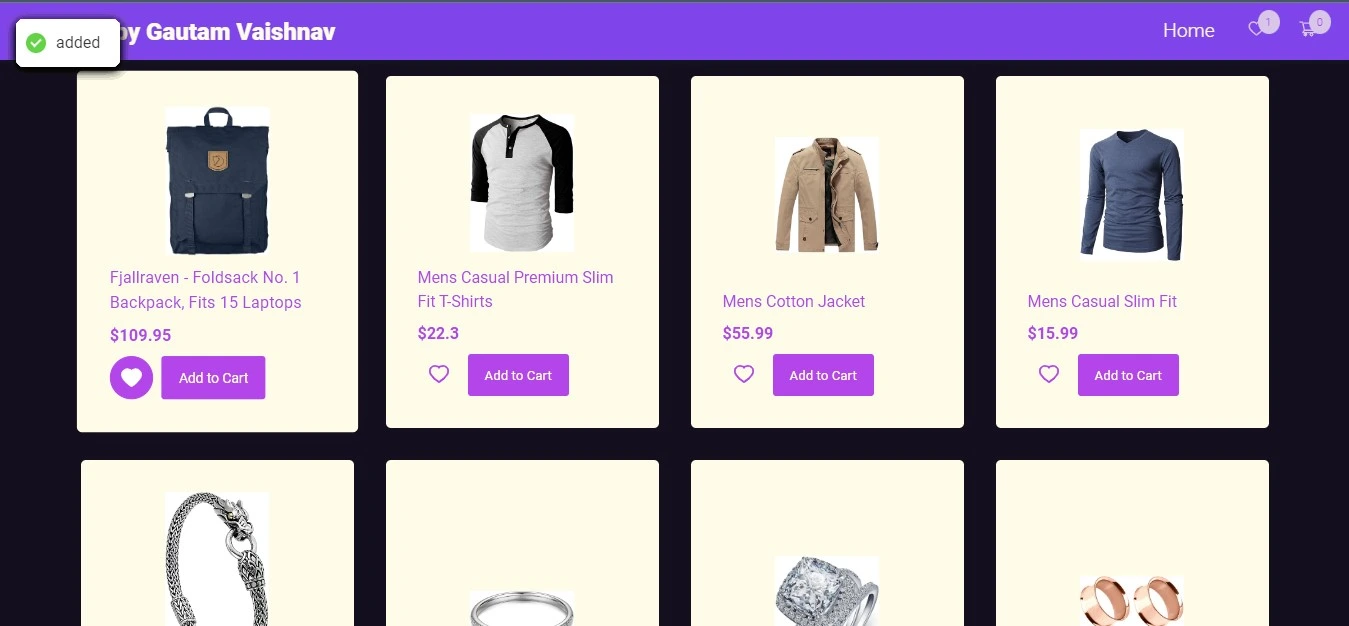 added
by Gautam Vaishnav
Home
1
0
Fjallraven - Foldsack No. 1
Backpack, Fits 15 Laptops
$109.95
Add to Cart
Mens Casual Premium Slim
Fit T-Shirts
$22.3
Add to Cart
Mens Cotton Jacket
$55.99
Add to Cart
Mens Casual Slim Fit
$15.99
Add to Cart